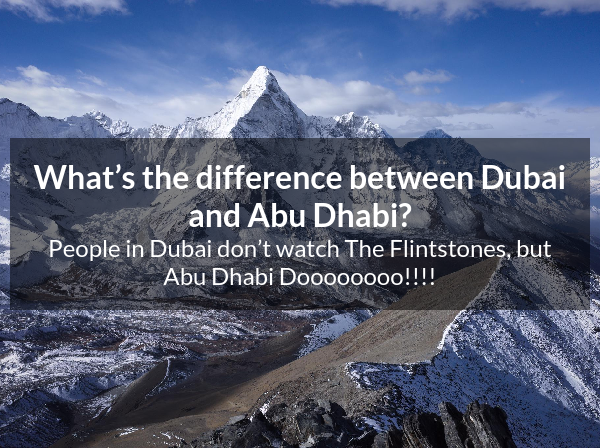 What’s the difference between Dubai
and Abu Dhabi?
People in Dubai don’t watch The Flintstones, but
Abu Dhabi Doooooooo!!!!